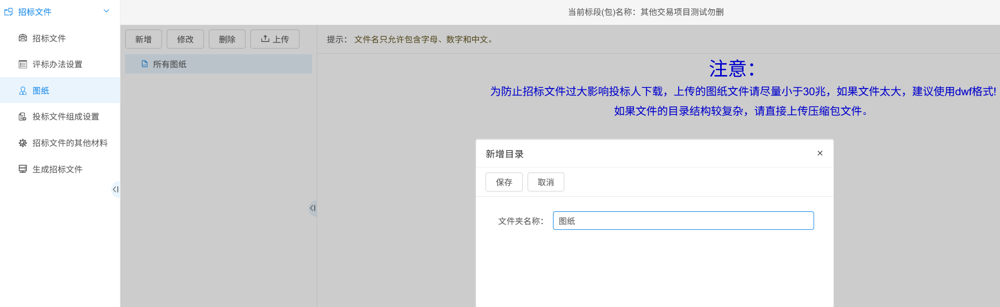 招标文件
当前标段(包)名称：其他交易项目测试勿删
招标文件
评标办法设置
图纸
投标文件组成设置
招标文件的其他材料
生成招标文件
新增 修改 删除 上传
所有图纸
提示： 文件名只允许包含字母、数字和中文。
注意：
为防止招标文件过大影响投标人下载，上传的图纸文件请尽量小于30兆，如果文件太大，建议使用dwf格式!
如果文件的目录结构较复杂，请直接上传压缩包文件。
新增目录 ×
保存 取消
文件夹名称： 图纸